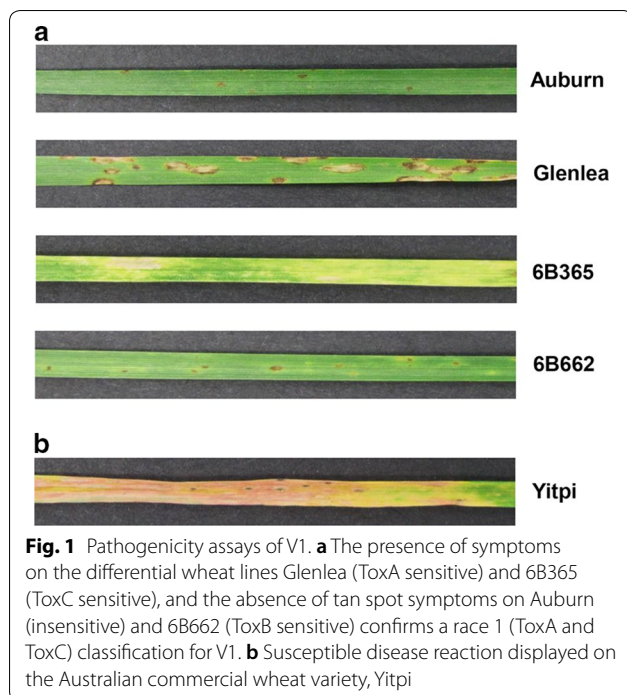 a
Auburn
Glenlea
6B365
6B662
b
Yitpi
Fig. 1 Pathogenicity assays of V1. a The presence of symptoms
on the differential wheat lines Glenlea (ToxA sensitive) and 6B365
(ToxC sensitive), and the absence of tan spot symptoms on Auburn
(insensitive) and 6B662 (ToxB sensitive) confirms a race 1 (ToxA and
ToxC) classification for V1. b Susceptible disease reaction displayed on
the Australian commercial wheat variety, Yitpi